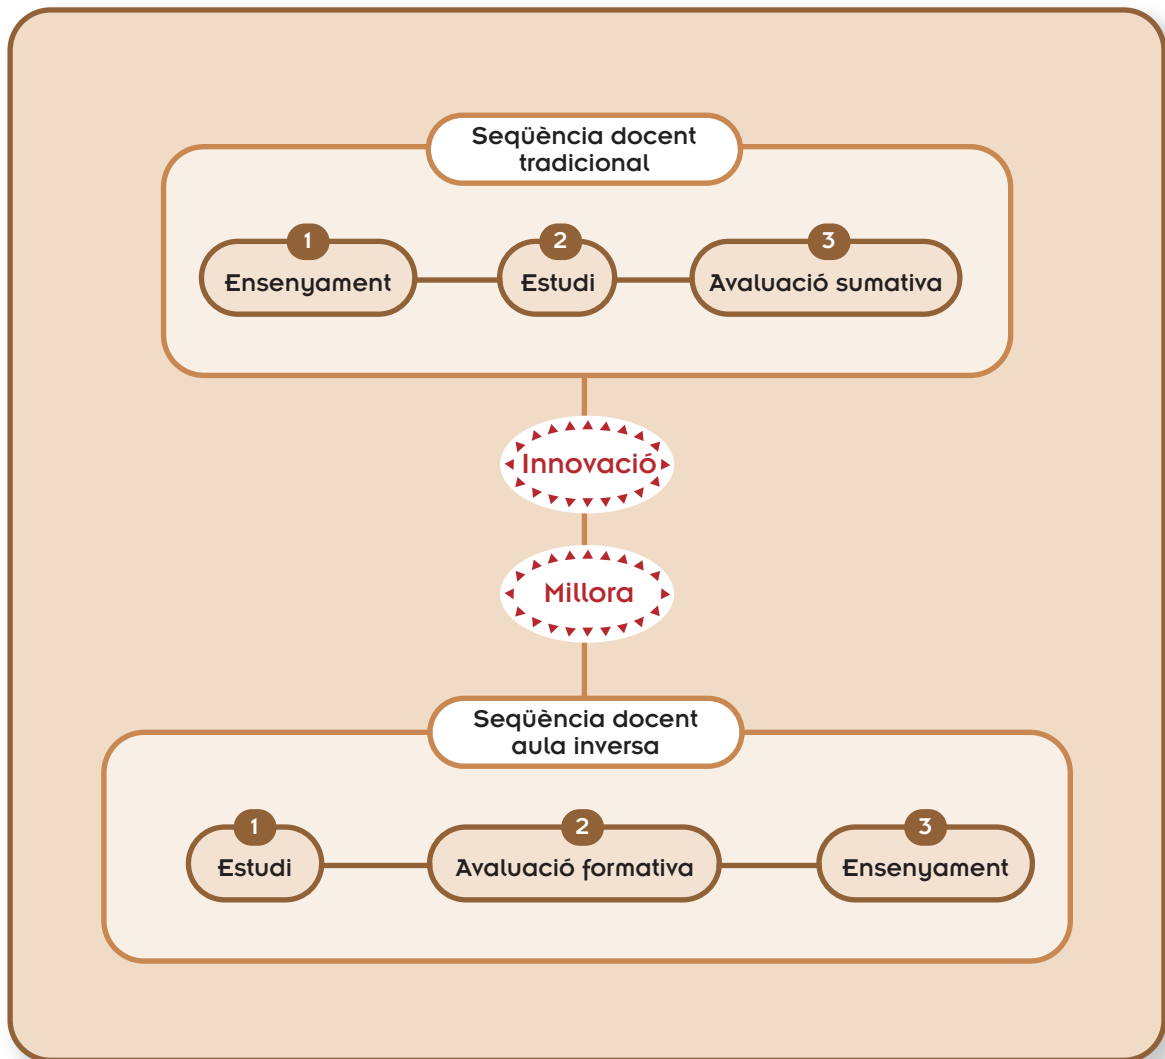 Seqüència docent
tradicional
1
Ensenyament
2
Estudi
3
Avaluació sumativa
Innovació
Millora
Seqüència docent
aula inversa
1
Estudi
2
Avaluació formativa
3
Ensenyament